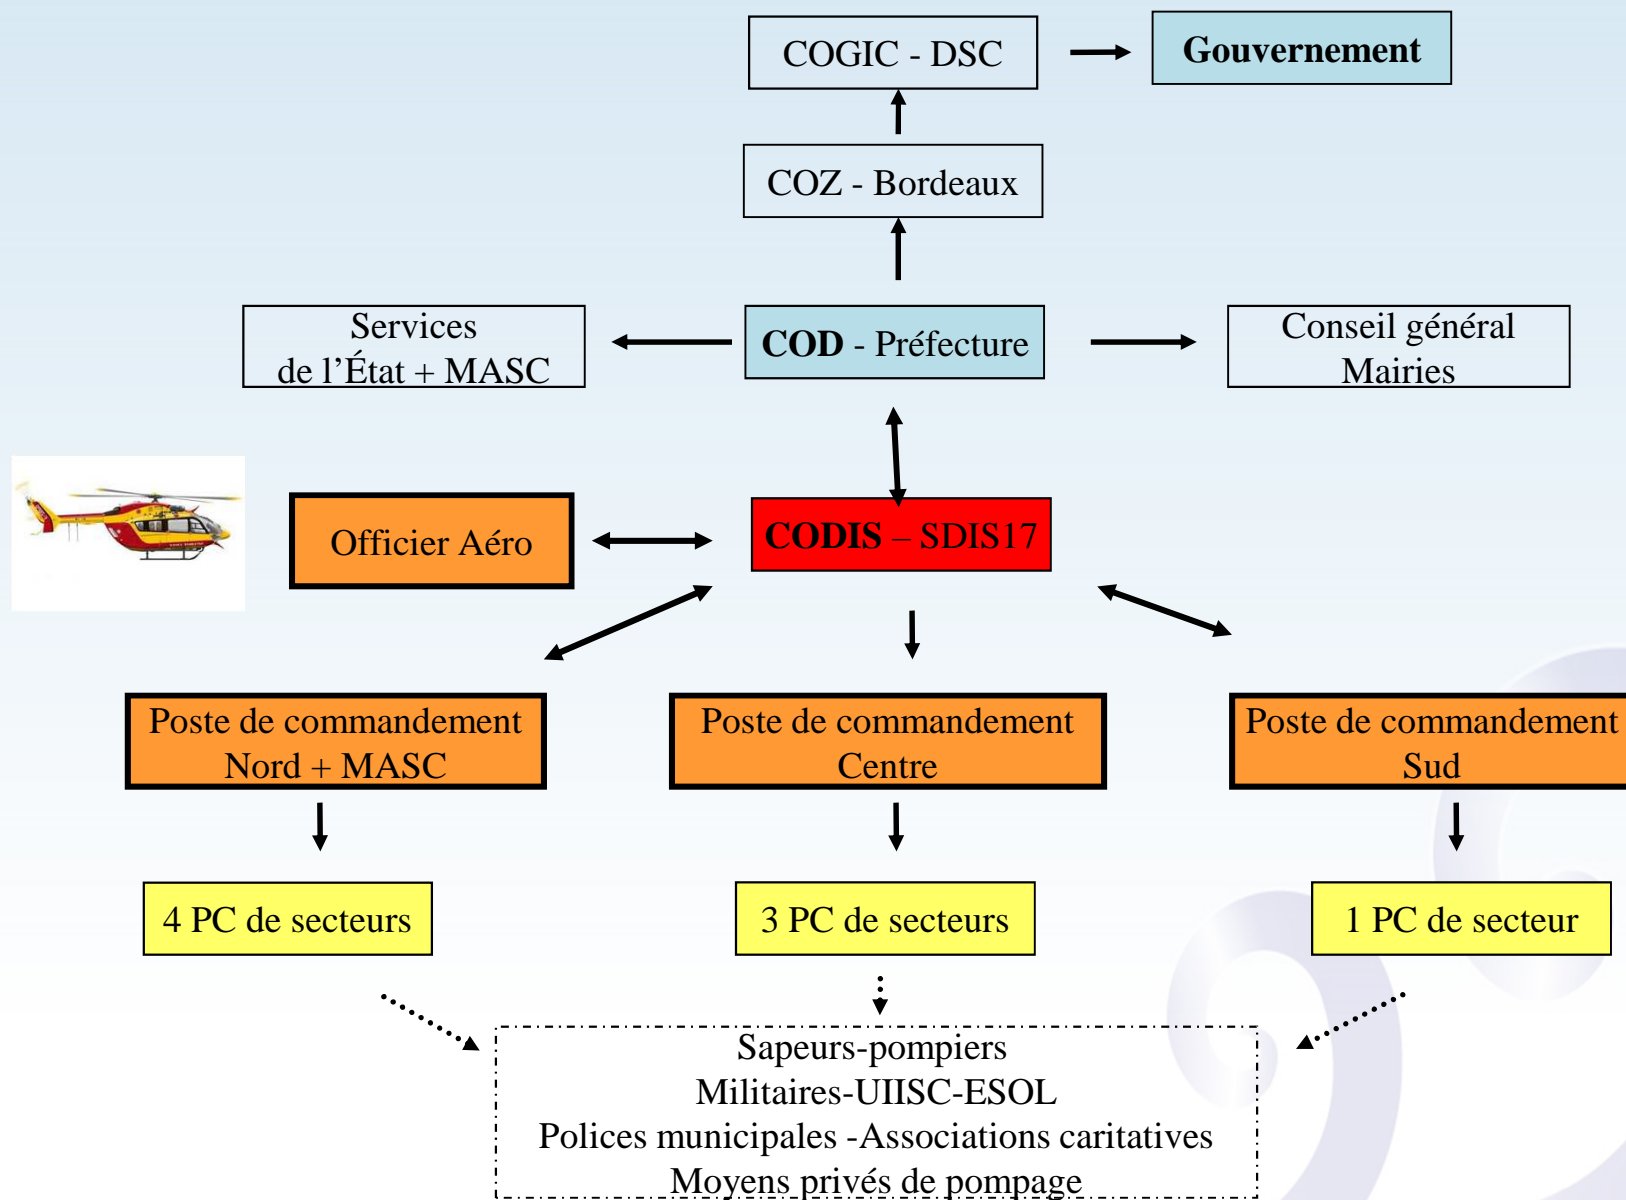 COGIC - DSC
Gouvernement
COZ - Bordeaux
Services
de l’État + MASC
COD - Préfecture
Conseil général
Mairies
Officier Aéro
CODIS – SDIS17
Poste de commandement
Nord + MASC
Poste de commandement
Centre
Poste de commandement
Sud
4 PC de secteurs
3 PC de secteurs
1 PC de secteur
Sapeurs-pompiers
Militaires-UIISC-ESOL
Polices municipales -Associations caritatives
Moyens privés de pompage